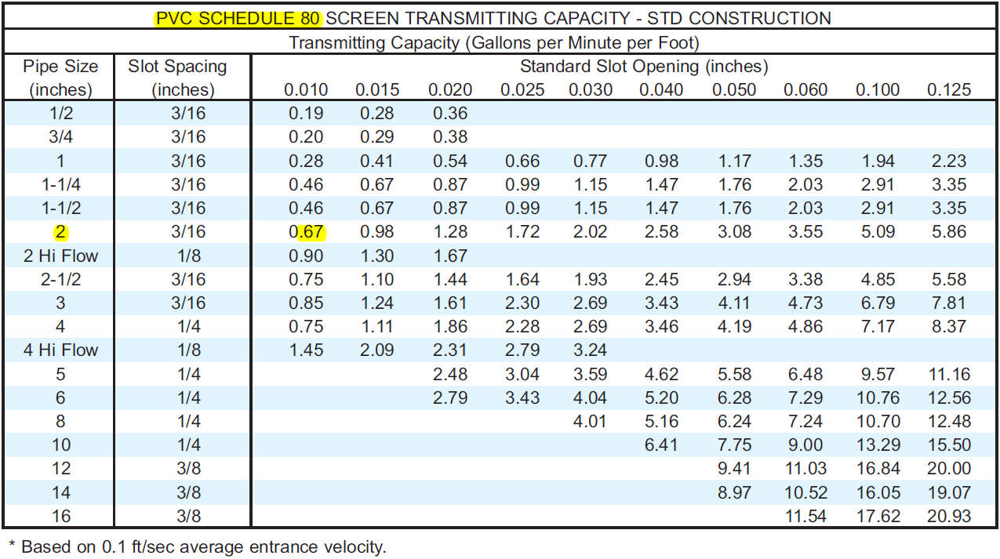 PVC SCHEDULE 80 SCREEN TRANSMITTING CAPACITY - STD CONSTRUCTION
Transmitting Capacity (Gallons per Minute per Foot)
Pipe Size Slot Spacing Standard Slot Opening (inches)
(inches) (inches) 0.010 0.015 0.020 0.025 0.030 0.040 0.050 0.060 0.100 0.125
1/2 3/16 0.19 0.28 0.36
3/4 3/16 0.20 0.29 0.38
1 3/16 0.28 0.41 0.54 0.66 0.77 0.98 1.17 1.35 1.94 2.23
1-1/4 3/16 0.46 0.67 0.87 0.99 1.15 1.47 1.76 2.03 2.91 3.35
1-1/2 3/16 0.46 0.67 0.87 0.99 1.15 1.47 1.76 2.03 2.91 3.35
2 3/16 0.67 0.98 1.28 1.72 2.02 2.58 3.08 3.55 5.09 5.86
2 Hi Flow 1/8 0.90 1.30 1.67
2-1/2 3/16 0.75 1.10 1.44 1.64 1.93 2.45 2.94 3.38 4.85 5.58
3 3/16 0.85 1.24 1.61 2.30 2.69 3.43 4.11 4.73 6.79 7.81
4 1/4 0.75 1.11 1.86 2.28 2.69 3.46 4.19 4.86 7.17 8.37
4 Hi Flow 1/8 1.45 2.09 2.31 2.79 3.24
5 1/4 2.48 3.04 3.59 4.62 5.58 6.48 9.57 11.16
6 1/4 2.79 3.43 4.04 5.20 6.28 7.29 10.76 12.56
8 1/4 4.01 5.16 6.24 7.24 10.70 12.48
10 1/4 6.41 7.75 9.00 13.29 15.50
12 3/8 9.41 11.03 16.84 20.00
14 3/8 8.97 10.52 16.05 19.07
16 3/8 11.54 17.62 20.93
* Based on 0.1 ft/sec average entrance velocity.